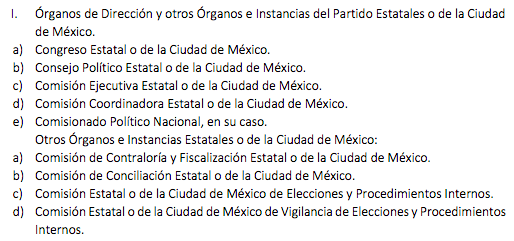 I. Órganos de Dirección y otros Órganos e Instancias del Partido Estatales o de la Ciudad
de México.
a) Congreso Estatal o de la Ciudad de México.
b) Consejo Político Estatal o de la Ciudad de México.
c) Comisión Ejecutiva Estatal o de la Ciudad de México.
d) Comisión Coordinadora Estatal o de la Ciudad de México.
e) Comisionado Político Nacional, en su caso.
Otros Órganos e Instancias Estatales o de la Ciudad de México:
a) Comisión de Contraloría y Fiscalización Estatal o de la Ciudad de México.
b) Comisión de Conciliación Estatal o de la Ciudad de México.
c) Comisión Estatal o de la Ciudad de México de Elecciones y Procedimientos Internos.
d) Comisión Estatal o de la Ciudad de México de Vigilancia de Elecciones y Procedimientos
Internos.